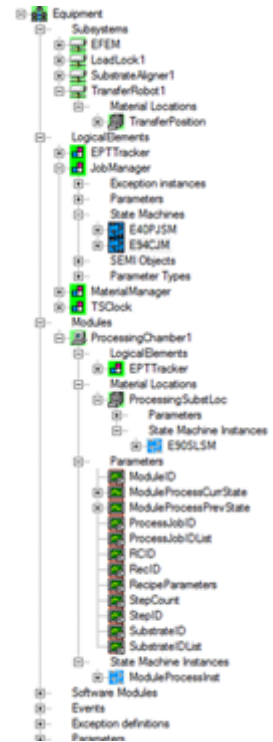 Equipment
Subsystems
EFEM
LoadLock1
SubstrateAligner1
TransferRobot1
Material Locations
TransferPosition
LogicalElements
EPTTracker
JobManager
Exception instances
Parameters
State Machines
E40PJSM
E94CJM
SEMI Objects
Parameter Types
MaterialManager
TSClock
Modules
ProcessingChamber1
LogicalElements
EPTTracker
Material Locations
ProcessingSubstLoc
Parameters
State Machine Instances
E90SLSM
Parameters
ModuleID
ModuleProcessCurrState
ModuleProcessPrevState
ProcessJobID
ProcessJobIDList
RCID
RecID
RecipeParameters
StepCount
StepID
SubstrateID
SubstrateIDList
State Machine Instances
ModuleProcessInst
Software Modules
Events
Exception definitions
Parameters